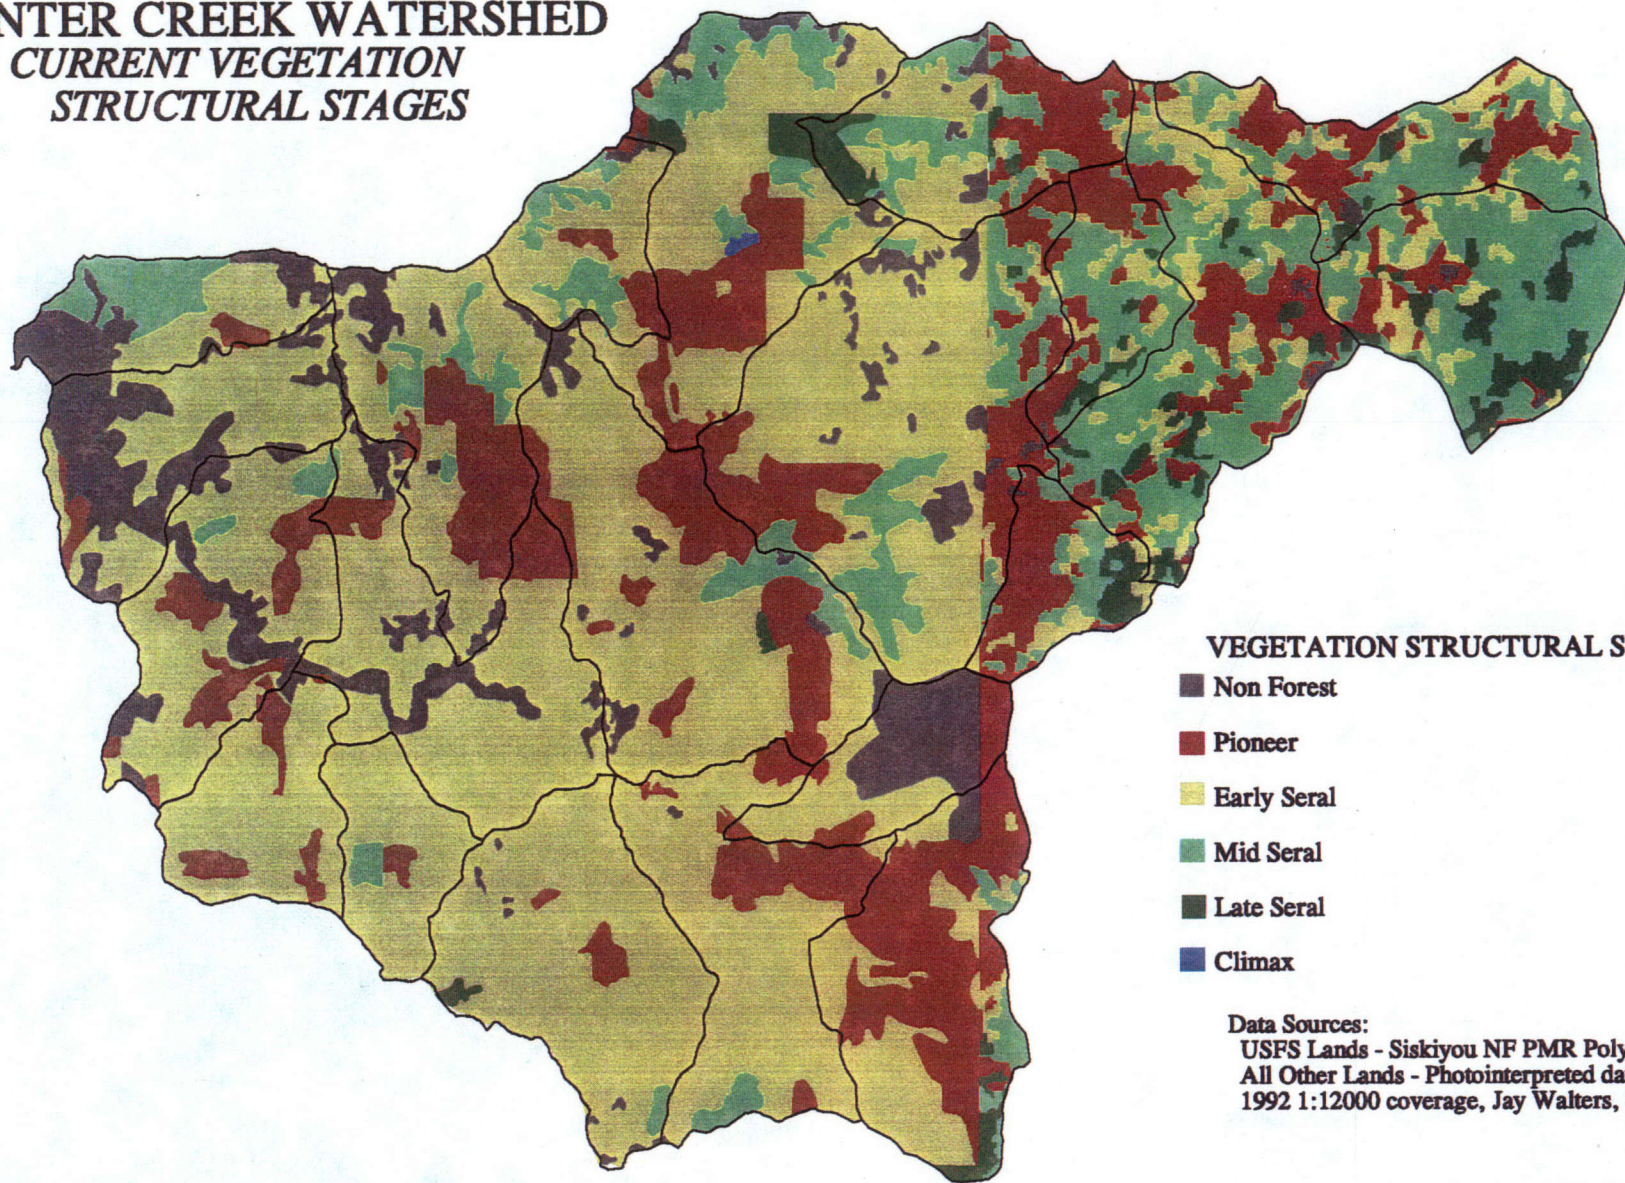 NTER CREEK WATERSHED
CURRENT VEGETATION
STRUCTURAL STAGES
VEGETATION STRUCTURAL S
Non Forest
Pioneer
Early Seral
Mid Seral
Late Seral
Climax
Data Sources:
USFS Lands - Siskiyou NF PMR Poly
All Other Lands - Photointerpreted da
1992 1:12000 coverage, Jay Walters,